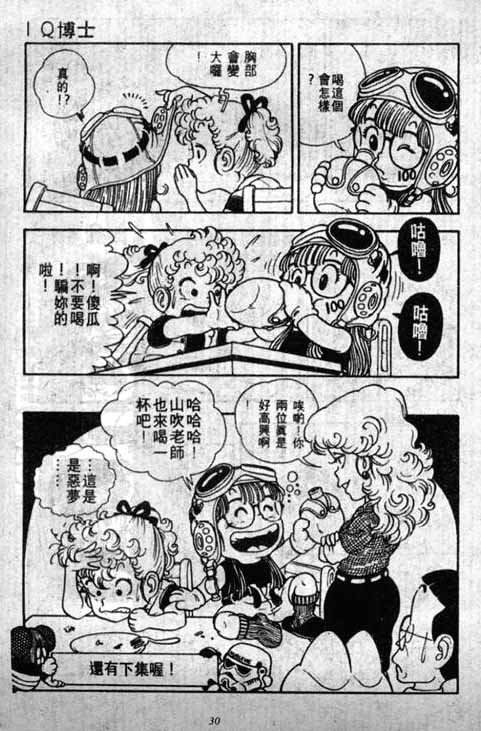 IQ博士
喝這個
會怎樣
?
100
胸部
會變
大囉
!
真的!?
咕嚕!
咕嚕!
100
啊!傻瓜
!不要喝
!騙妳的
啦!
唉喲!你
兩位真是
好高興啊
!
哈哈哈!
山吹老師
也來喝一
杯吧!
……這是
……是惡夢
還有下集喔!
30